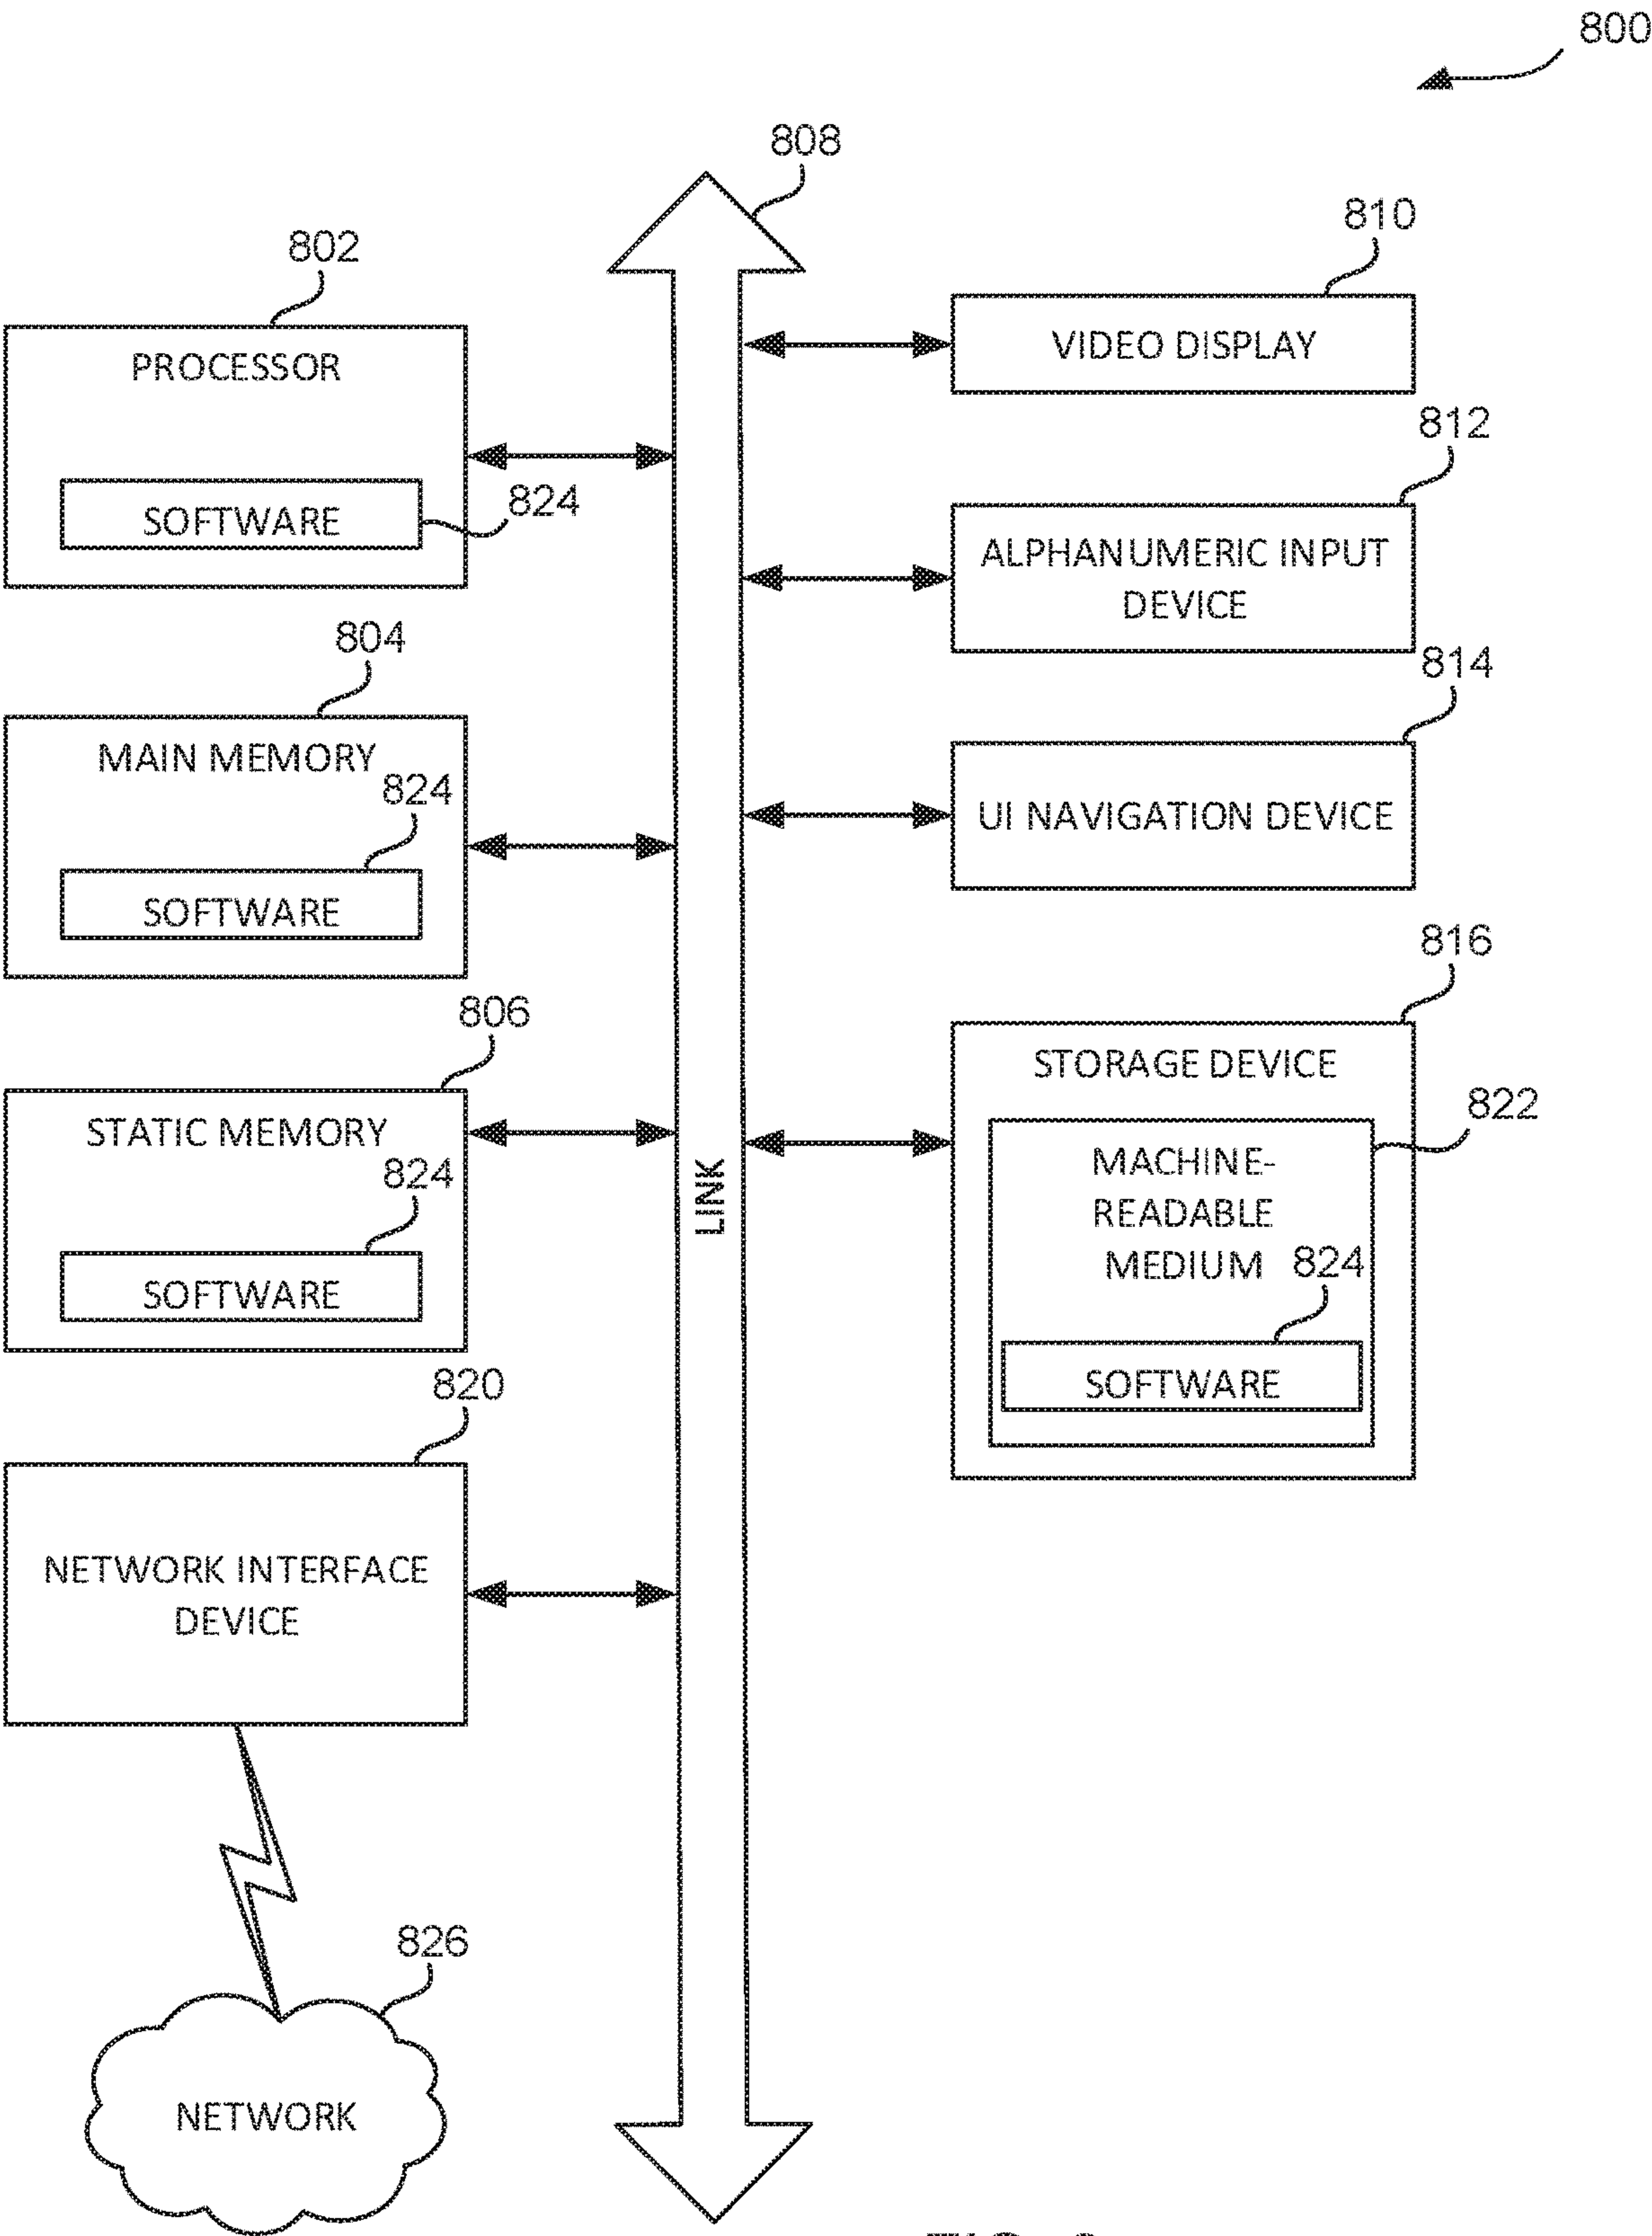 800
808
802
PROCESSOR
SOFTWARE
824
804
MAIN MEMORY
824
SOFTWARE
806
STATIC MEMORY
824
SOFTWARE
820
NETWORK INTERFACE
DEVICE
826
NETWORK
LINK
810
VIDEO DISPLAY
812
ALPHANUMERIC INPUT
DEVICE
814
UI NAVIGATION DEVICE
816
STORAGE DEVICE
822
MACHINE-
READABLE
MEDIUM
824
SOFTWARE